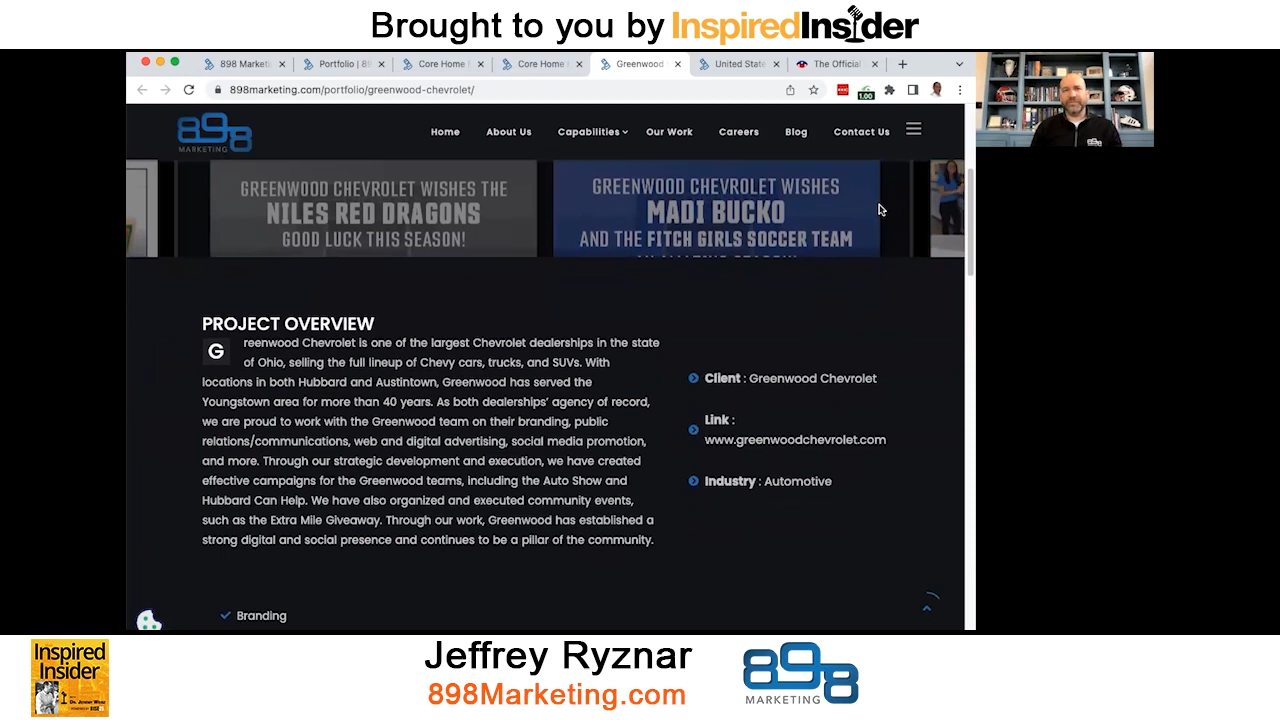 Brought to you by InspiredInsider
898 Market
Portfolio | 89
Core Home
Core Home
Greenwood
United State
The Official
898marketing.com/portfolio/greenwood-chevrolet/
1.00
898
MARKETING
Home
About Us
Capabilities
Our Work
Careers
Blog
Contact Us
GREENWOOD CHEVROLET WISHES THE
NILES RED DRAGONS
GOOD LUCK THIS SEASON!
GREENWOOD CHEVROLET WISHES
MADI BUCKO
AND THE FITCH GIRLS SOCCER TEAM
PROJECT OVERVIEW
Greenwood Chevrolet is one of the largest Chevrolet dealerships in the state
of Ohio, selling the full lineup of Chevy cars, trucks, and SUVs. With
locations in both Hubbard and Austintown, Greenwood has served the
Youngstown area for more than 40 years. As both dealerships' agency of record,
we are proud to work with the Greenwood team on their branding, public
relations/communications, web and digital advertising, social media promotion,
and more. Through our strategic development and execution, we have created
effective campaigns for the Greenwood teams, including the Auto Show and
Hubbard Can Help. We have also organized and executed community events,
such as the Extra Mile Giveaway. Through our work, Greenwood has established a
strong digital and social presence and continues to be a pillar of the community.
Client : Greenwood Chevrolet
Link :
www.greenwoodchevrolet.com
Industry : Automotive
Branding
Inspired
Insider
Jeffrey Ryznar
898Marketing.com
898
MARKETING